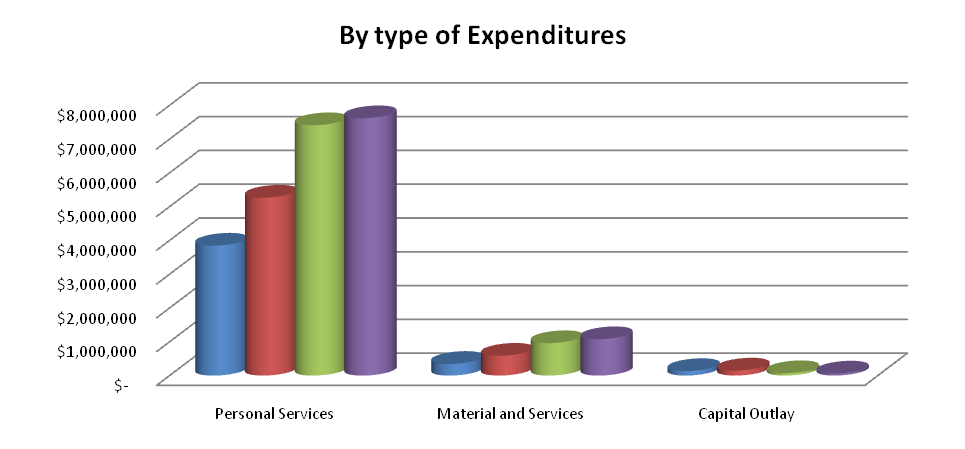 By type of Expenditures
$8,000,000
$7,000,000
$6,000,000
$5,000,000
$4,000,000
$3,000,000
$2,000,000
$1,000,000
$-
Personal Services
Material and Services
Capital Outlay